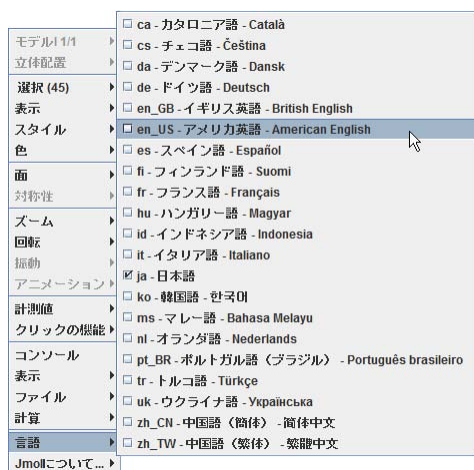 モデル 1/1
立体配置
選択 (45)
表示
スタイル
色
面
対称性
ズーム
回転
振動
アニメーション
計測値
クリックの機能
コンソール
表示
ファイル
計算
言語
Jmolについて...
ca - カタロニア語 - Català
cs - チェコ語 - Čeština
da - デンマーク語 - Dansk
de - ドイツ語 - Deutsch
en_GB - イギリス英語 - British English
en_US - アメリカ英語 - American English
es - スペイン語 - Español
fi - フィンランド語 - Suomi
fr - フランス語 - Français
hu - ハンガリー語 - Magyar
id - インドネシア語 - Indonesia
it - イタリア語 - Italiano
ja - 日本語
ko - 韓国語 - 한국어
ms - マレー語 - Bahasa Melayu
nl - オランダ語 - Nederlands
pt_BR - ポルトガル語（ブラジル） - Português brasileiro
tr - トルコ語 - Türkçe
uk - ウクライナ語 - Українська
zh_CN - 中国語（簡体） - 简体中文
zh_TW - 中国語（繁体） - 繁體中文